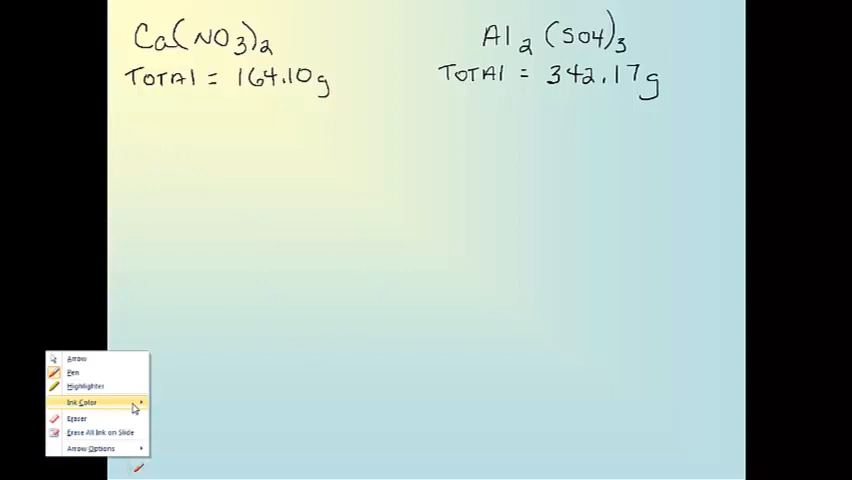 Ca(NO3)2
TOTAl = 164.10g
Al2(SO4)3
TOTAl = 342.17g
Arrow
Pen
Highlighter
Ink Color
Eraser
Erase All Ink on Slide
Arrow Options